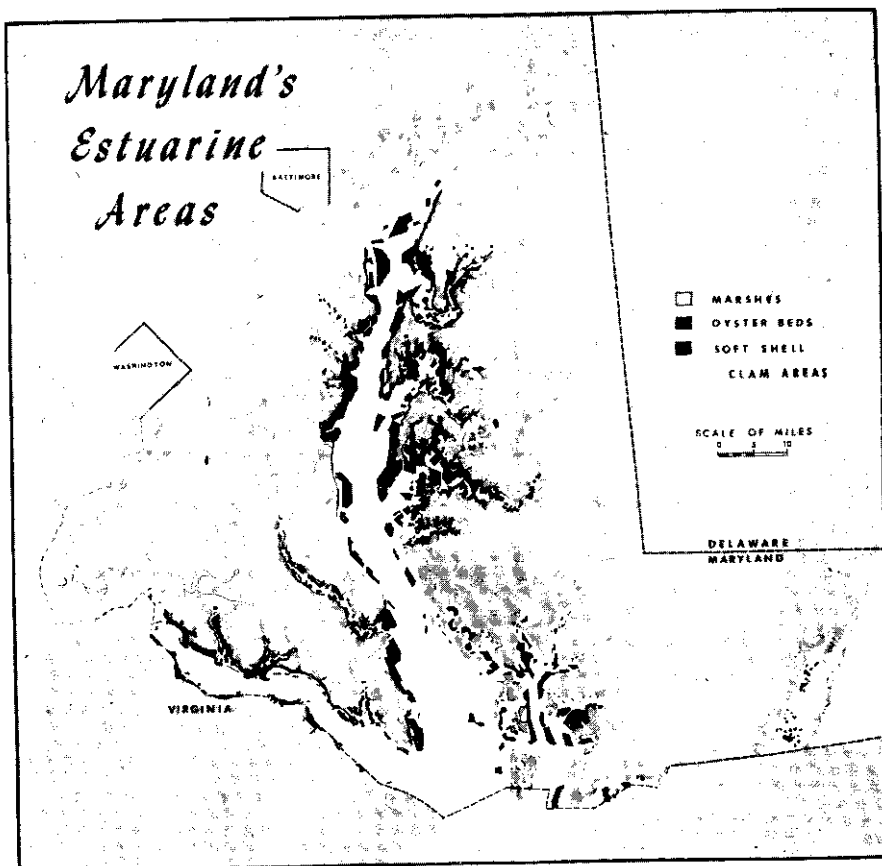 Maryland's
Estuarine
Areas
BALTIMORE
WASHINGTON
MARSHES
OYSTER BEDS
SOFT SHELL
CLAM AREAS
SCALE OF MILES
0 5 10
DELAWARE
MARYLAND
VIRGINIA